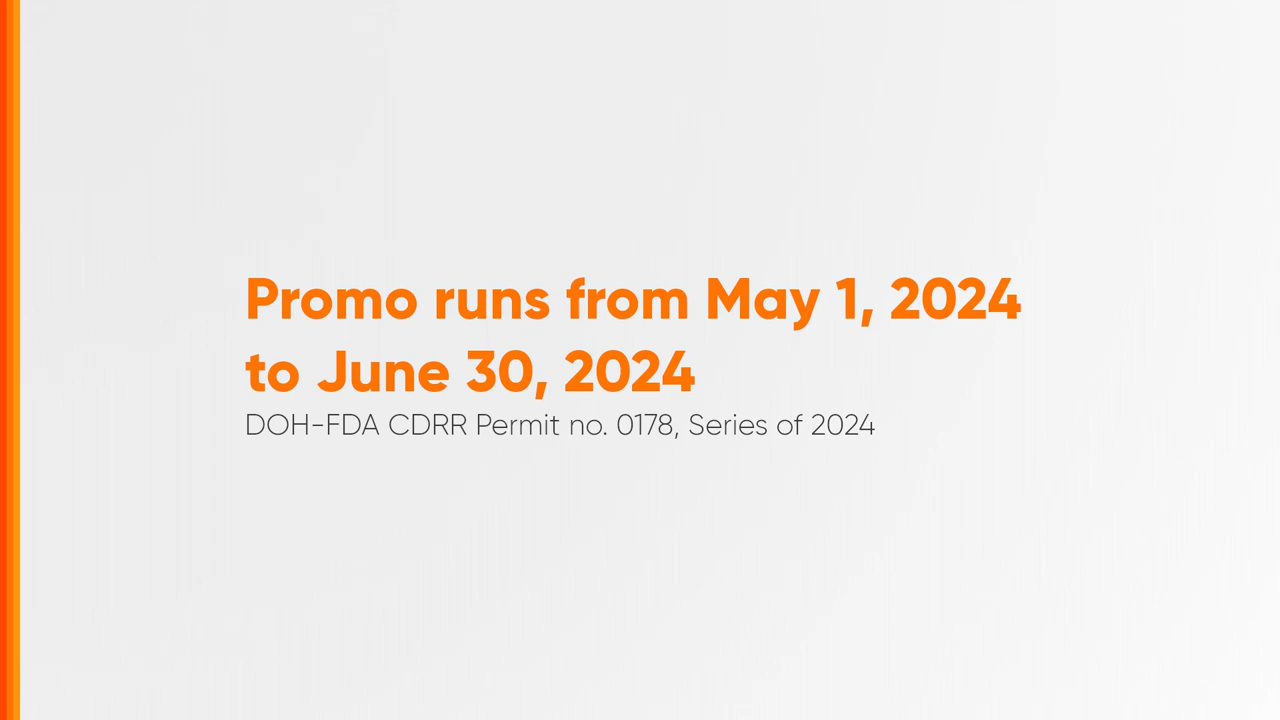 Promo runs from May 1, 2024
to June 30, 2024
DOH-FDA CDRR Permit no. 0178, Series of 2024